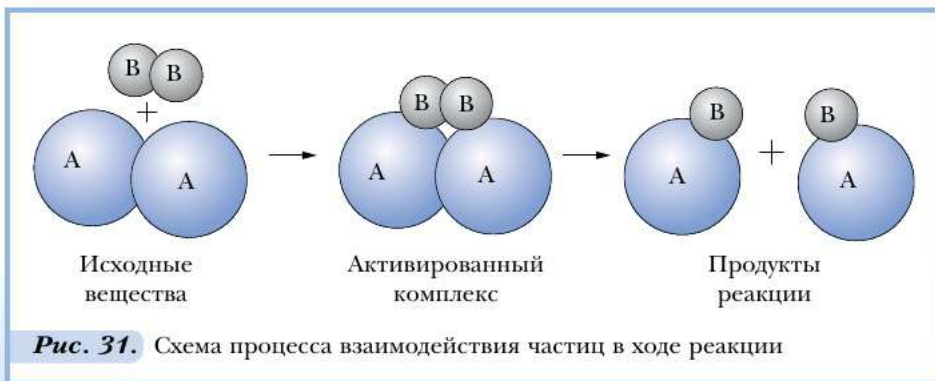 B B
+
A A
B B
A A
B + B
A A
Исходные
вещества
Активированный
комплекс
Продукты
реакции
Рис. 31. Схема процесса взаимодействия частиц в ходе реакции